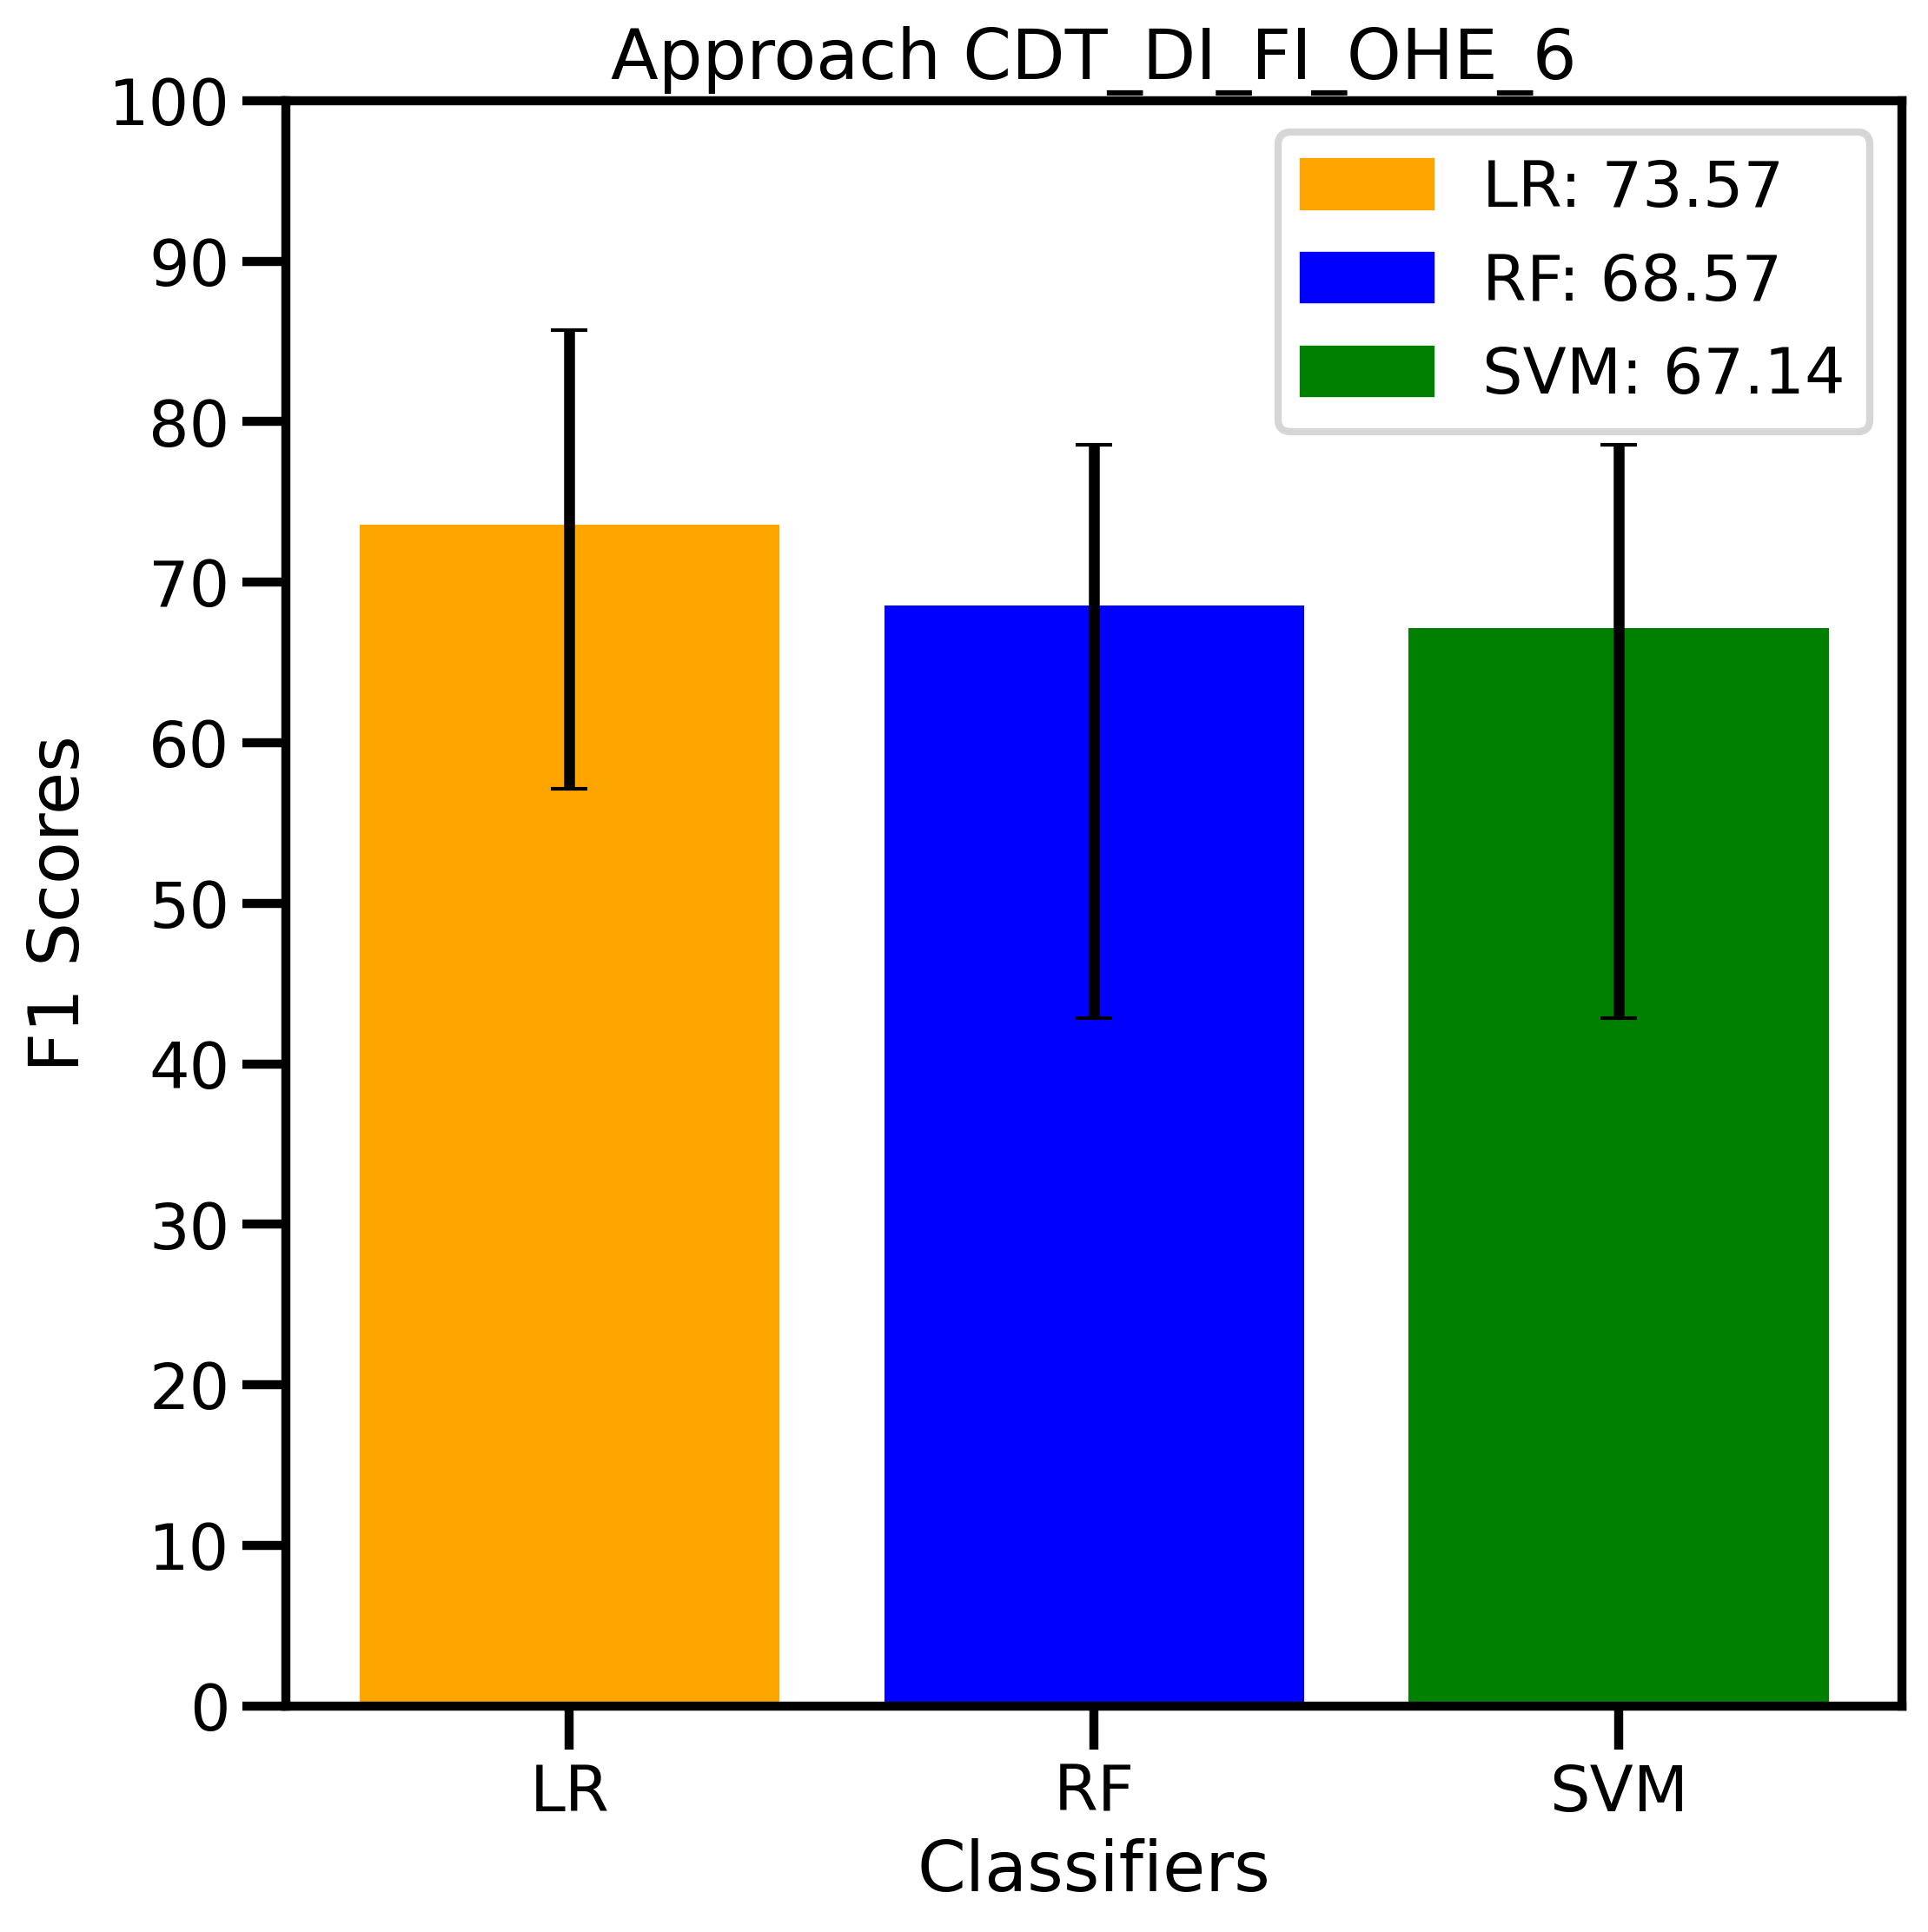 Approach CDT_DI_FI_OHE_6
LR: 73.57
RF: 68.57
SVM: 67.14
F1 Scores
100
90
80
70
60
50
40
30
20
10
0
LR
RF
SVM
Classifiers